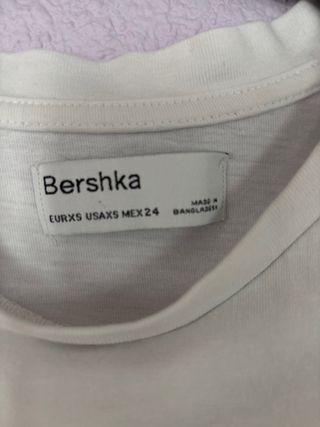 Bershka
EURXS USAXS MEX24
MADE IN
BANGLADESH